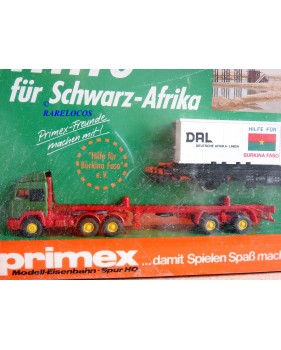 für Schwarz-Afrika
© RARELOCOS
Primex-Freunde
machen mit!
"Hilfe für
Burkina Faso"
e.V.
DAL
DEUTSCHE AFRIKA-LINIEN
HILFE FÜR
BURKINA FASO
primex
Modell-Eisenbahn · Spur HO
...damit Spielen Spaß mach